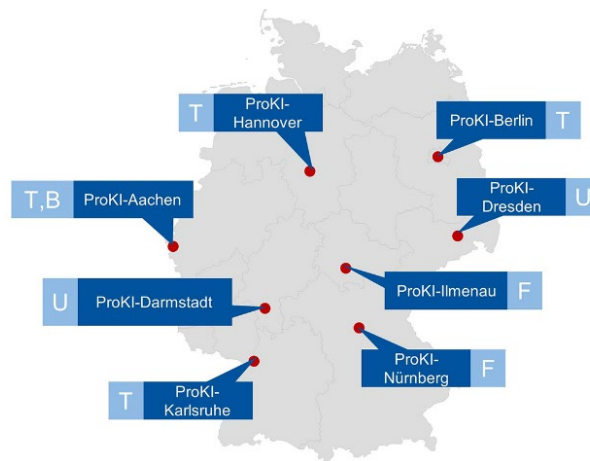 T
ProKI-
Hannover
ProKI-Berlin
T
T,B
ProKI-Aachen
ProKI-
Dresden
U
U
ProKI-Darmstadt
ProKI-Ilmenau
F
T
ProKI-
Karlsruhe
ProKI-
Nürnberg
F